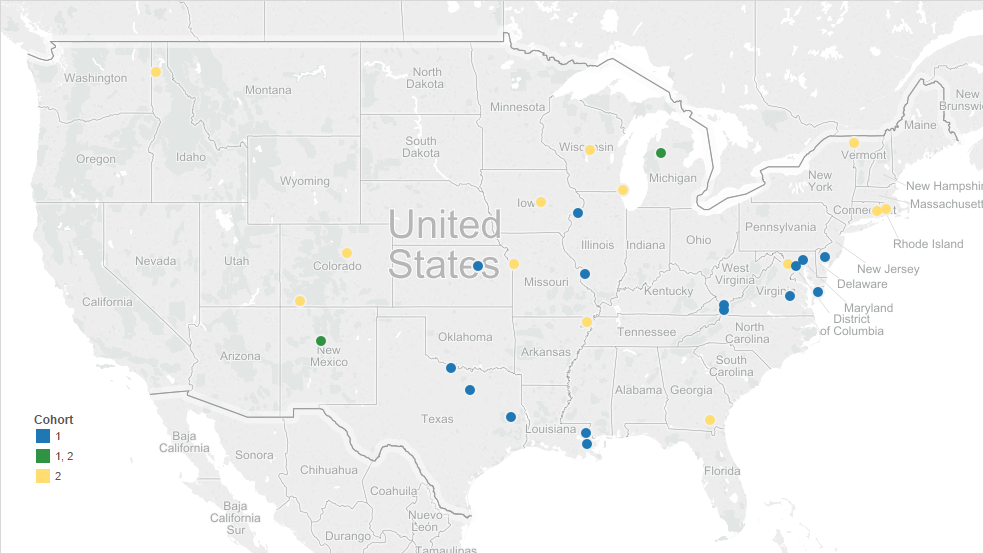 New
Brunswic
Maine
Washington
North
Dakota
Montana
Minnesota
South
Dakota
Wisconsin
Vermont
Oregon
Idaho
Michigan
New
York
Wyoming
New Hampshir
Massachusett
Iowa
Connecticut
United
States
Pennsylvania
Rhode Island
Nevada
Utah
Colorado
Illinois
Indiana
Ohio
New Jersey
West
Virginia
Delaware
Missouri
Kentucky
Virginia
California
Maryland
District
of Columbia
Oklahoma
Tennessee
North
Carolina
Arizona
New
Mexico
Arkansas
South
Carolina
Alabama
Georgia
Texas
Louisiana
Cohort
1
1, 2
2
Baja
California
Sonora
Chihuahua
Florida
Coahuila
Baja
California
Sur
Nuevo
León
Durango
Tamaulipas